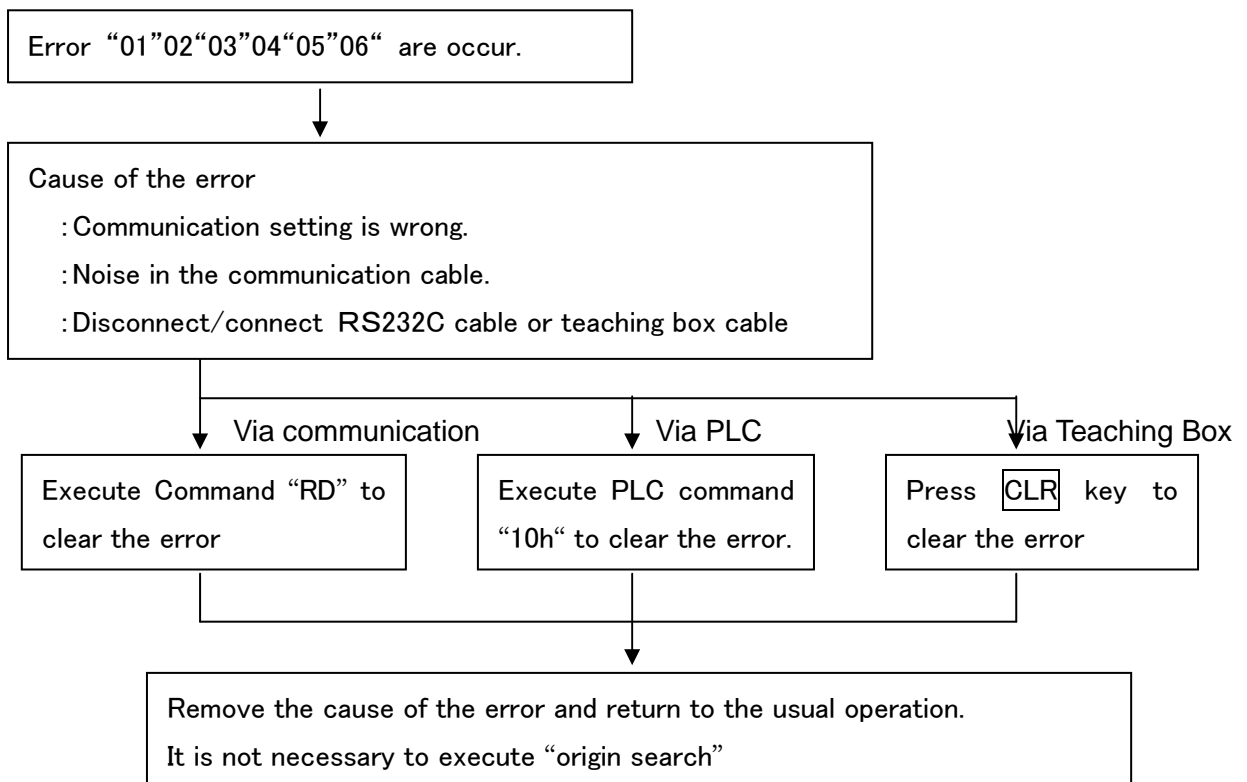 Error “01”02“03”04“05”06“ are occur.
Cause of the error
:Communication setting is wrong.
:Noise in the communication cable.
:Disconnect/connect RS232C cable or teaching box cable
Via communication
Via PLC
Via Teaching Box
Execute Command “RD” to
clear the error
Execute PLC command
“10h“ to clear the error.
Press CLR key to
clear the error
Remove the cause of the error and return to the usual operation.
It is not necessary to execute “origin search”